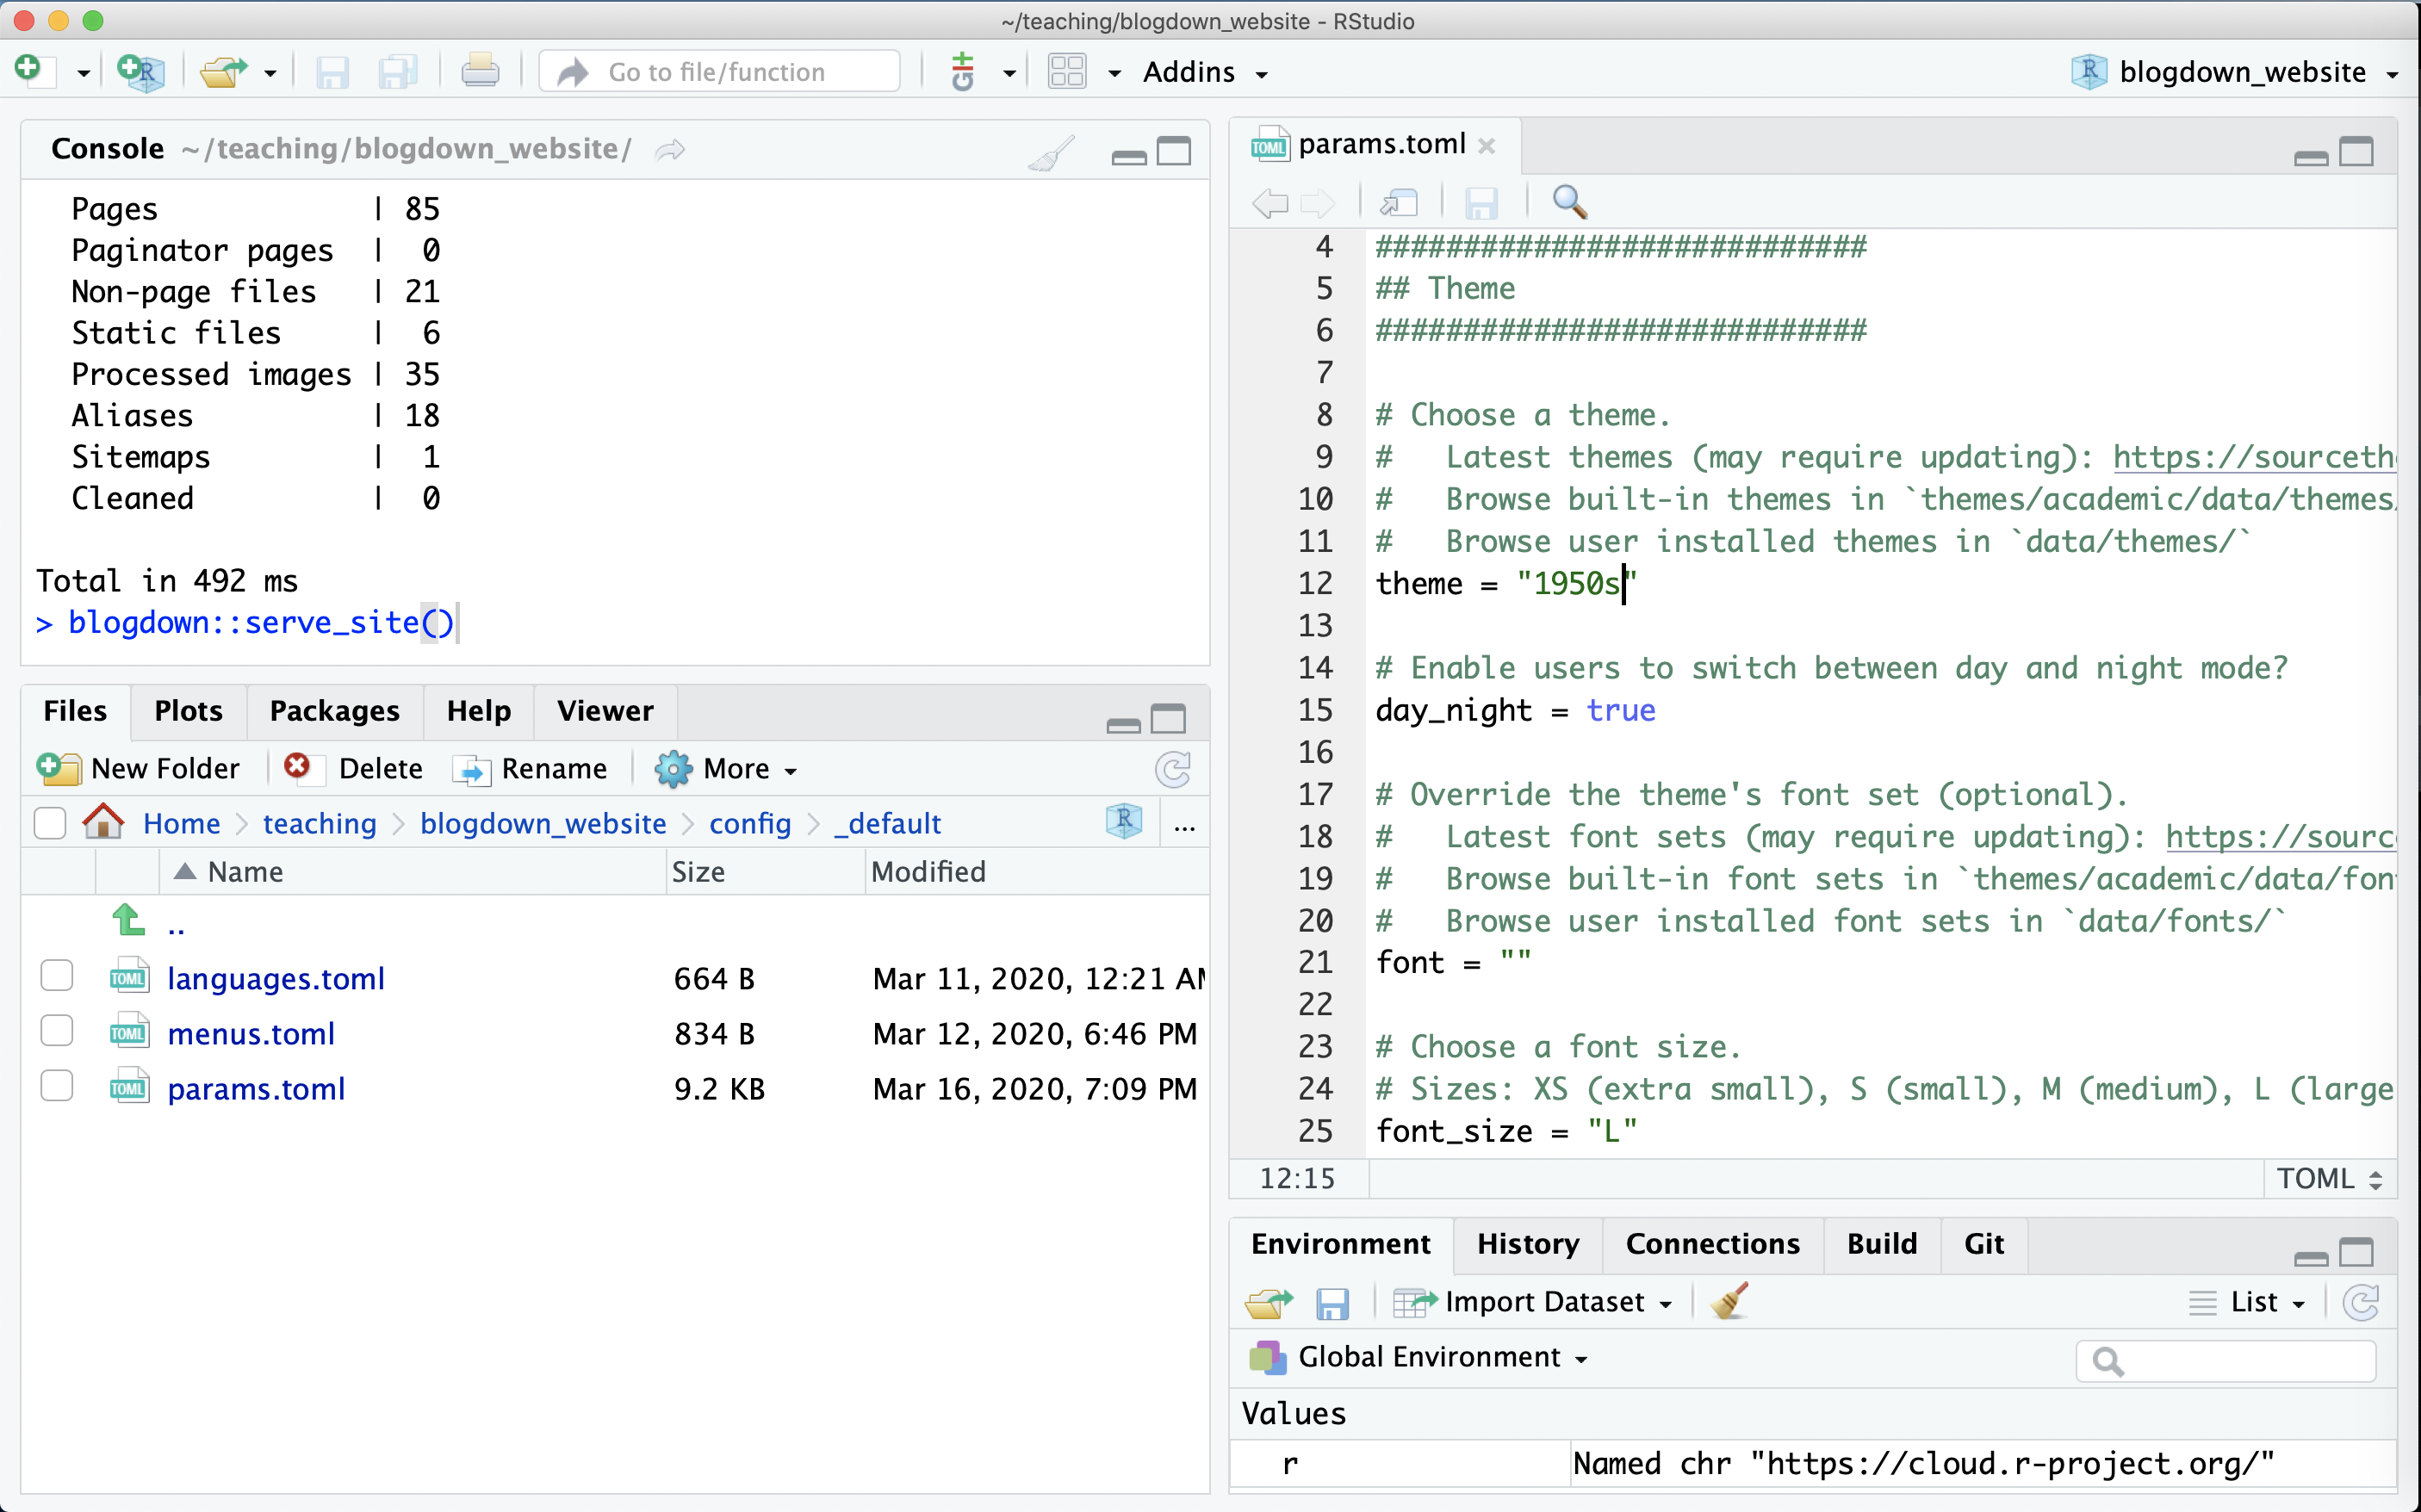 ~/teaching/blogdown_website - RStudio
Go to file/function
Addins
blogdown_website
Console ~/teaching/blogdown_website/
Pages | 85
Paginator pages | 0
Non-page files | 21
Static files | 6
Processed images | 35
Aliases | 18
Sitemaps | 1
Cleaned | 0
Total in 492 ms
> blogdown::serve_site()
Files Plots Packages Help Viewer
New Folder Delete Rename More
Home teaching blogdown_website config _default ...
Name Size Modified
..
TOML languages.toml 664 B Mar 11, 2020, 12:21 AM
TOML menus.toml 834 B Mar 12, 2020, 6:46 PM
TOML params.toml 9.2 KB Mar 16, 2020, 7:09 PM
TOML params.toml
4 ############################
5 ## Theme
6 ############################
7
8 # Choose a theme.
9 #   Latest themes (may require updating): https://sourceth
10 #   Browse built-in themes in `themes/academic/data/themes/
11 #   Browse user installed themes in `data/themes/`
12 theme = "1950s"
13
14 # Enable users to switch between day and night mode?
15 day_night = true
16
17 # Override the theme's font set (optional).
18 #   Latest font sets (may require updating): https://sourc
19 #   Browse built-in font sets in `themes/academic/data/fon
20 #   Browse user installed font sets in `data/fonts/`
21 font = ""
22
23 # Choose a font size.
24 # Sizes: XS (extra small), S (small), M (medium), L (large
25 font_size = "L"
12:15 TOML
Environment History Connections Build Git
Import Dataset List
Global Environment
Values
r Named chr "https://cloud.r-project.org/"